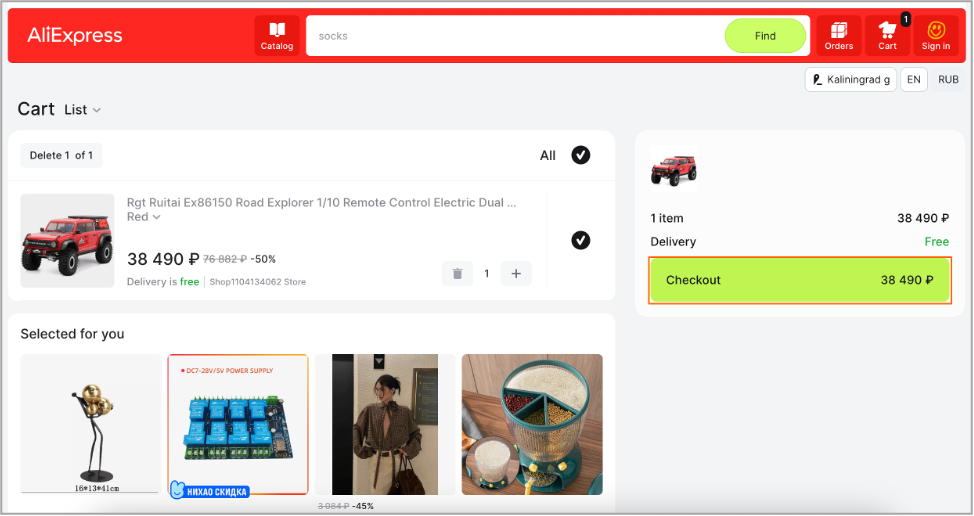 AliExpress
Catalog
socks
Find
Orders
1
Cart
Sign in
Kaliningrad g
EN
RUB
Cart List
Delete 1 of 1
All
Rgt Ruitai Ex86150 Road Explorer 1/10 Remote Control Electric Dual ...
Red
38 490 ₽ 76 882 ₽ -50%
Delivery is free | Shop1104134062 Store
1 +
1 item 38 490 ₽
Delivery Free
Checkout 38 490 ₽
Selected for you
16*13*41cm
DC7-28V/5V POWER SUPPLY
НИХАО СКИДКА
3 084 ₽ -45%